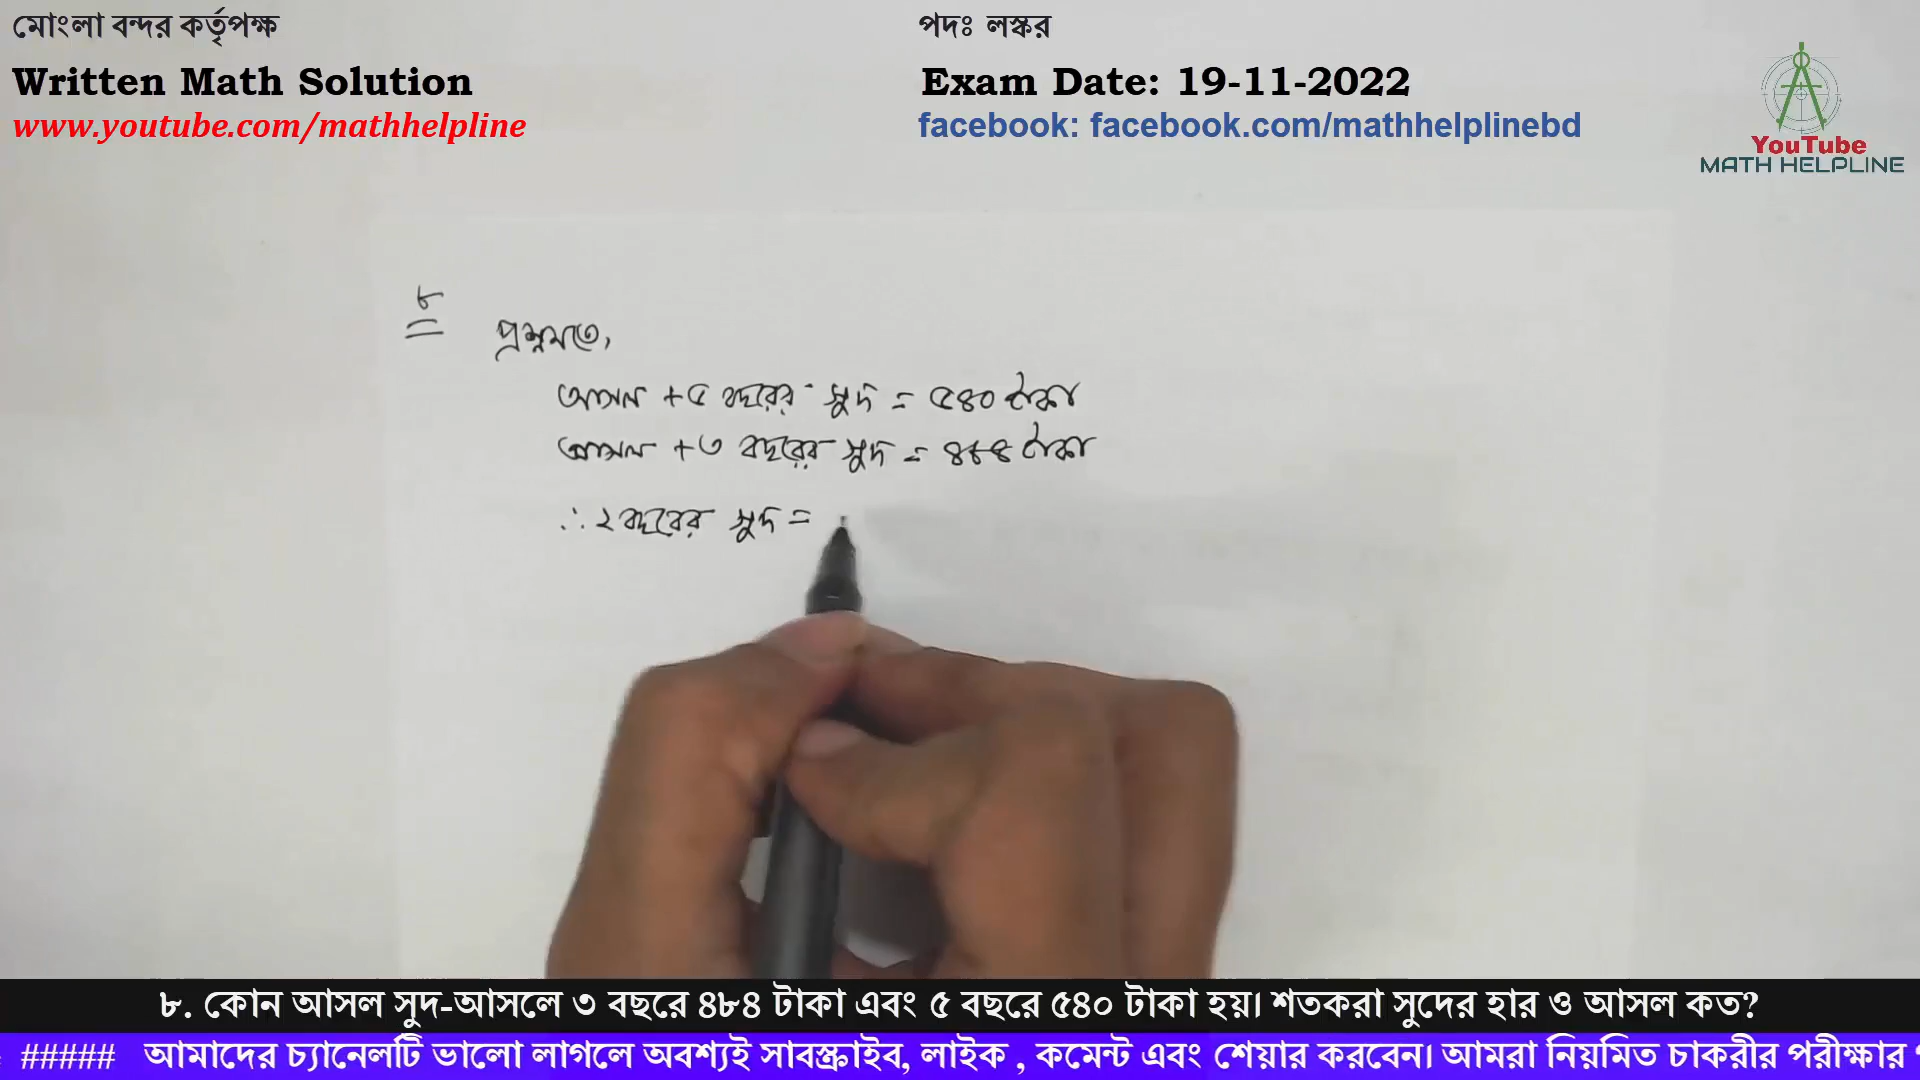 মোংলা বন্দর কর্তৃপক্ষ
পদঃ লস্কর
Written Math Solution
Exam Date: 19-11-2022
www.youtube.com/mathhelpline
facebook: facebook.com/mathhelplinebd
YouTube
MATH HELPLINE
৮
প্রশ্নমতে,
আসল + ৫ বছরের সুদ = ৫৪০ টাকা
আসল + ৩ বছরের সুদ = ৪৮৪ টাকা
∴ ২ বছরের সুদ =
৮. কোন আসল সুদ-আসলে ৩ বছরে ৪৮৪ টাকা এবং ৫ বছরে ৫৪০ টাকা হয়। শতকরা সুদের হার ও আসল কত?
##### আমাদের চ্যানেলটি ভালো লাগলে অবশ্যই সাবস্ক্রাইব, লাইক , কমেন্ট এবং শেয়ার করবেন। আমরা নিয়মিত চাকরীর পরীক্ষার